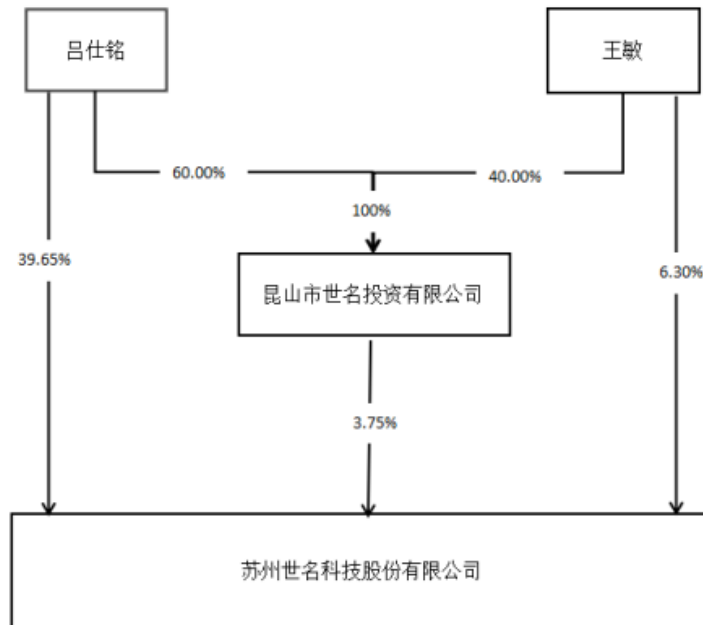 吕仕铭
王敏
60.00%
40.00%
100%
39.65%
6.30%
昆山市世名投资有限公司
3.75%
苏州世名科技股份有限公司